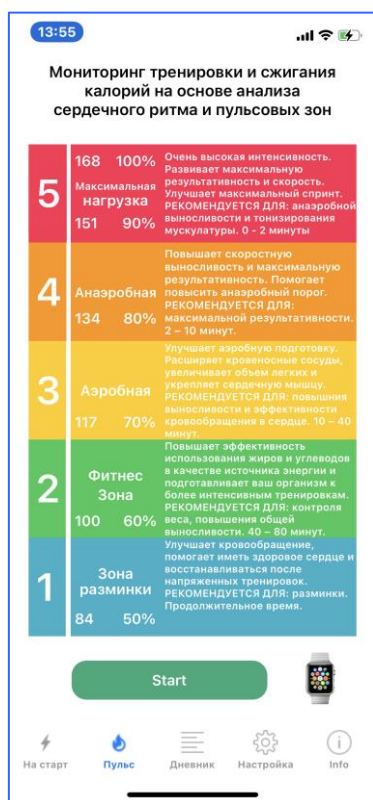 13:55
Мониторинг тренировки и сжигания
калорий на основе анализа
сердечного ритма и пульсовых зон
5
168 100%
Максимальная
нагрузка
151 90%
Очень высокая интенсивность.
Развивает максимальную
результативность и скорость.
Улучшает максимальный спринт.
РЕКОМЕНДУЕТСЯ ДЛЯ: анаэробной
выносливости и тонизирования
мускулатуры. 0 - 2 минуты
4
Анаэробная
134 80%
Повышает скоростную
выносливость и максимальную
результативность. Помогает
повысить анаэробный порог.
РЕКОМЕНДУЕТСЯ ДЛЯ:
максимальной результативности.
2 – 10 минут.
3
Аэробная
117 70%
Улучшает аэробную подготовку.
Расширяет кровеносные сосуды,
увеличивает объем легких и
укрепляет сердечную мышцу.
РЕКОМЕНДУЕТСЯ ДЛЯ: повышния
выносливости и эффективности
кровообращения в сердце. 10 – 40
минут.
2
Фитнес
Зона
100 60%
Повышает эффективность
использования жиров и углеводов
в качестве источника энергии и
подготавливает ваш организм к
более интенсивным тренировкам.
РЕКОМЕНДУЕТСЯ ДЛЯ: контроля
веса, повышения общей
выносливости. 40 – 80 минут.
1
Зона
разминки
84 50%
Улучшает кровообращение,
помогает иметь здоровое сердце и
восстанавливаться после
напряженных тренировок.
РЕКОМЕНДУЕТСЯ ДЛЯ: разминки.
Продолжительное время.
Start
На старт
Пульс
Дневник
Настройка
Info